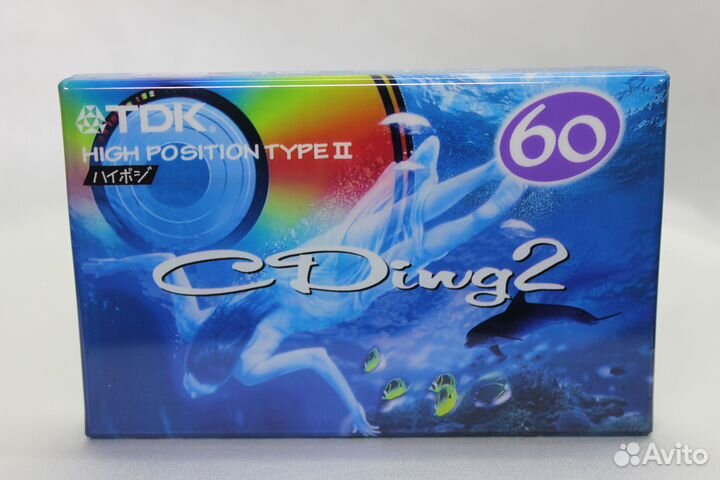 TDK
60
HIGH POSITION TYPE II
ハイポジ
CDing2
Avito